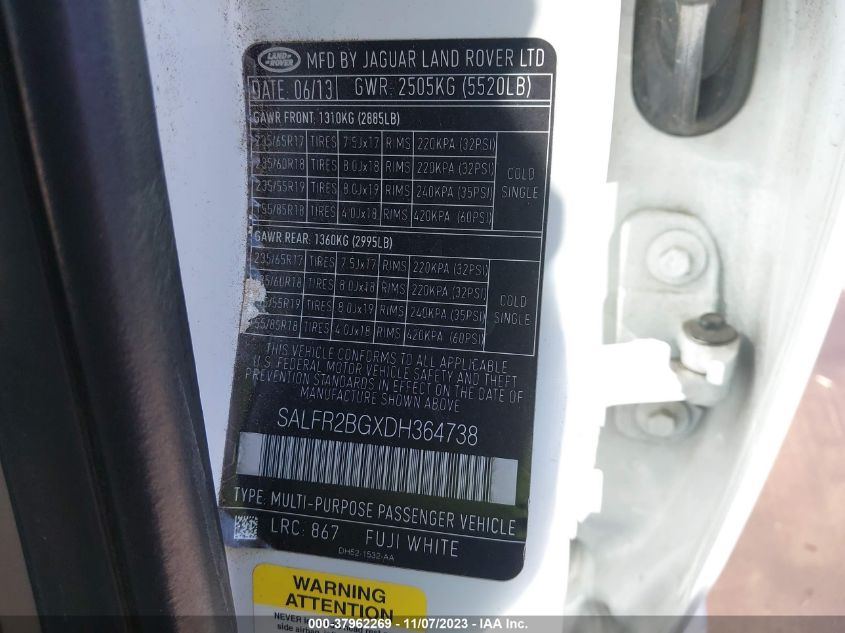 LAND ROVER MFD BY JAGUAR LAND ROVER LTD
DATE: 06/13 GWR: 2505KG (5520LB)
GAWR FRONT: 1310KG (2885LB)
235/65R17 TIRES 7.5Jx17 RIMS 220KPA (32PSI)
235/60R18 TIRES 8.0Jx18 RIMS 220KPA (32PSI)
235/55R19 TIRES 8.0Jx19 RIMS 240KPA (35PSI)
155/85R18 TIRES 4.0Jx18 RIMS 420KPA (60PSI)
COLD
SINGLE
GAWR REAR: 1360KG (2995LB)
235/65R17 TIRES 7.5Jx17 RIMS 220KPA (32PSI)
/60R18 TIRES 8.0Jx18 RIMS 220KPA (32PSI)
/55R19 TIRES 8.0Jx19 RIMS 240KPA (35PSI)
55/85R18 TIRES 4.0Jx18 RIMS 420KPA (60PSI)
COLD
SINGLE
THIS VEHICLE CONFORMS TO ALL APPLICABLE
U.S. FEDERAL MOTOR VEHICLE SAFETY AND THEFT
PREVENTION STANDARDS IN EFFECT ON THE DATE OF
MANUFACTURE SHOWN ABOVE.
SALFR2BGXDH364738
TYPE: MULTI-PURPOSE PASSENGER VEHICLE
LRC: 867 FUJI WHITE
DH52-1532-AA
WARNING
ATTENTION
NEVER
side airbag
000-37962269 - 11/07/2023 - IAA Inc.